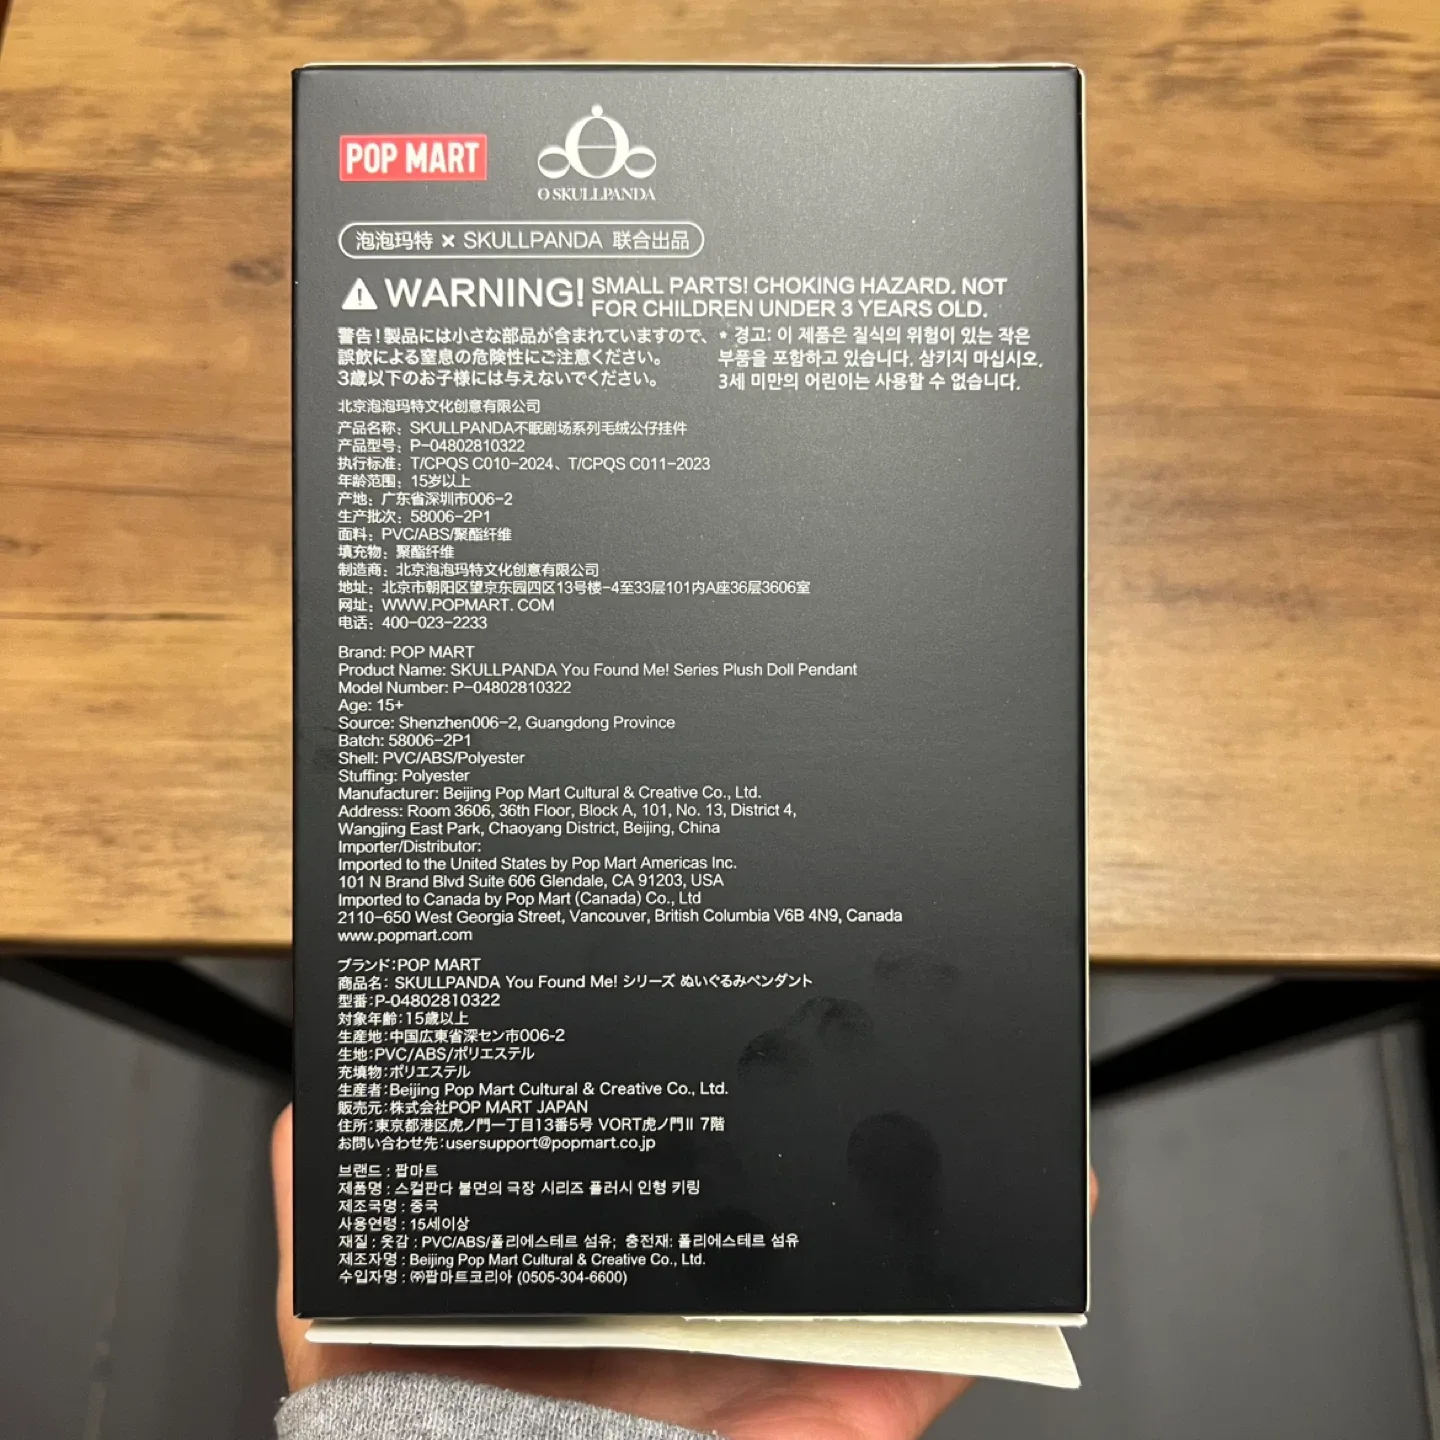 POP MART
O SKULLPANDA
泡泡玛特 × SKULLPANDA 联合出品
WARNING! SMALL PARTS! CHOKING HAZARD. NOT
FOR CHILDREN UNDER 3 YEARS OLD.
警告!製品には小さな部品が含まれていますので、
誤飲による窒息の危険性にご注意ください。
3歳以下のお子様には与えないでください。
* 경고: 이 제품은 질식의 위험이 있는 작은
부품을 포함하고 있습니다. 삼키지 마십시오.
3세 미만의 어린이는 사용할 수 없습니다.
北京泡泡玛特文化创意有限公司
产品名称: SKULLPANDA不眠剧场系列毛绒公仔挂件
产品型号: P-04802810322
执行标准: T/CPQS C010-2024、T/CPQS C011-2023
年龄范围: 15岁以上
产地: 广东省深圳市006-2
生产批次: 58006-2P1
面料: PVC/ABS/聚酯纤维
填充物: 聚酯纤维
制造商: 北京泡泡玛特文化创意有限公司
地址: 北京市朝阳区望京东园四区13号楼-4至33层101内A座36层3606室
网址: WWW.POPMART. COM
电话: 400-023-2233
Brand: POP MART
Product Name: SKULLPANDA You Found Me! Series Plush Doll Pendant
Model Number: P-04802810322
Age: 15+
Source: Shenzhen006-2, Guangdong Province
Batch: 58006-2P1
Shell: PVC/ABS/Polyester
Stuffing: Polyester
Manufacturer: Beijing Pop Mart Cultural & Creative Co., Ltd.
Address: Room 3606, 36th Floor, Block A, 101, No. 13, District 4,
Wangjing East Park, Chaoyang District, Beijing, China
Importer/Distributor:
Imported to the United States by Pop Mart Americas Inc.
101 N Brand Blvd Suite 606 Glendale, CA 91203, USA
Imported to Canada by Pop Mart (Canada) Co., Ltd
2110-650 West Georgia Street, Vancouver, British Columbia V6B 4N9, Canada
www.popmart.com
ブランド:POP MART
商品名: SKULLPANDA You Found Me! シリーズ ぬいぐるみペンダント
型番:P-04802810322
対象年齢:15歳以上
生産地:中国広東省深セン市006-2
生地:PVC/ABS/ポリエステル
充填物:ポリエステル
生産者:Beijing Pop Mart Cultural & Creative Co., Ltd.
販売元:株式会社POP MART JAPAN
住所:東京都港区虎ノ門一丁目13番5号 VORT虎ノ門II 7階
お問い合わせ先:usersupport@popmart.co.jp
브랜드 : 팝마트
제품명 : 스컬판다 불면의 극장 시리즈 플러시 인형 키링
제조국명 : 중국
사용연령 : 15세이상
재질 : 옷감 : PVC/ABS/폴리에스테르 섬유; 충전재: 폴리에스테르 섬유
제조자명 : Beijing Pop Mart Cultural & Creative Co., Ltd.
수입자명 : ㈜팝마트코리아 (0505-304-6600)